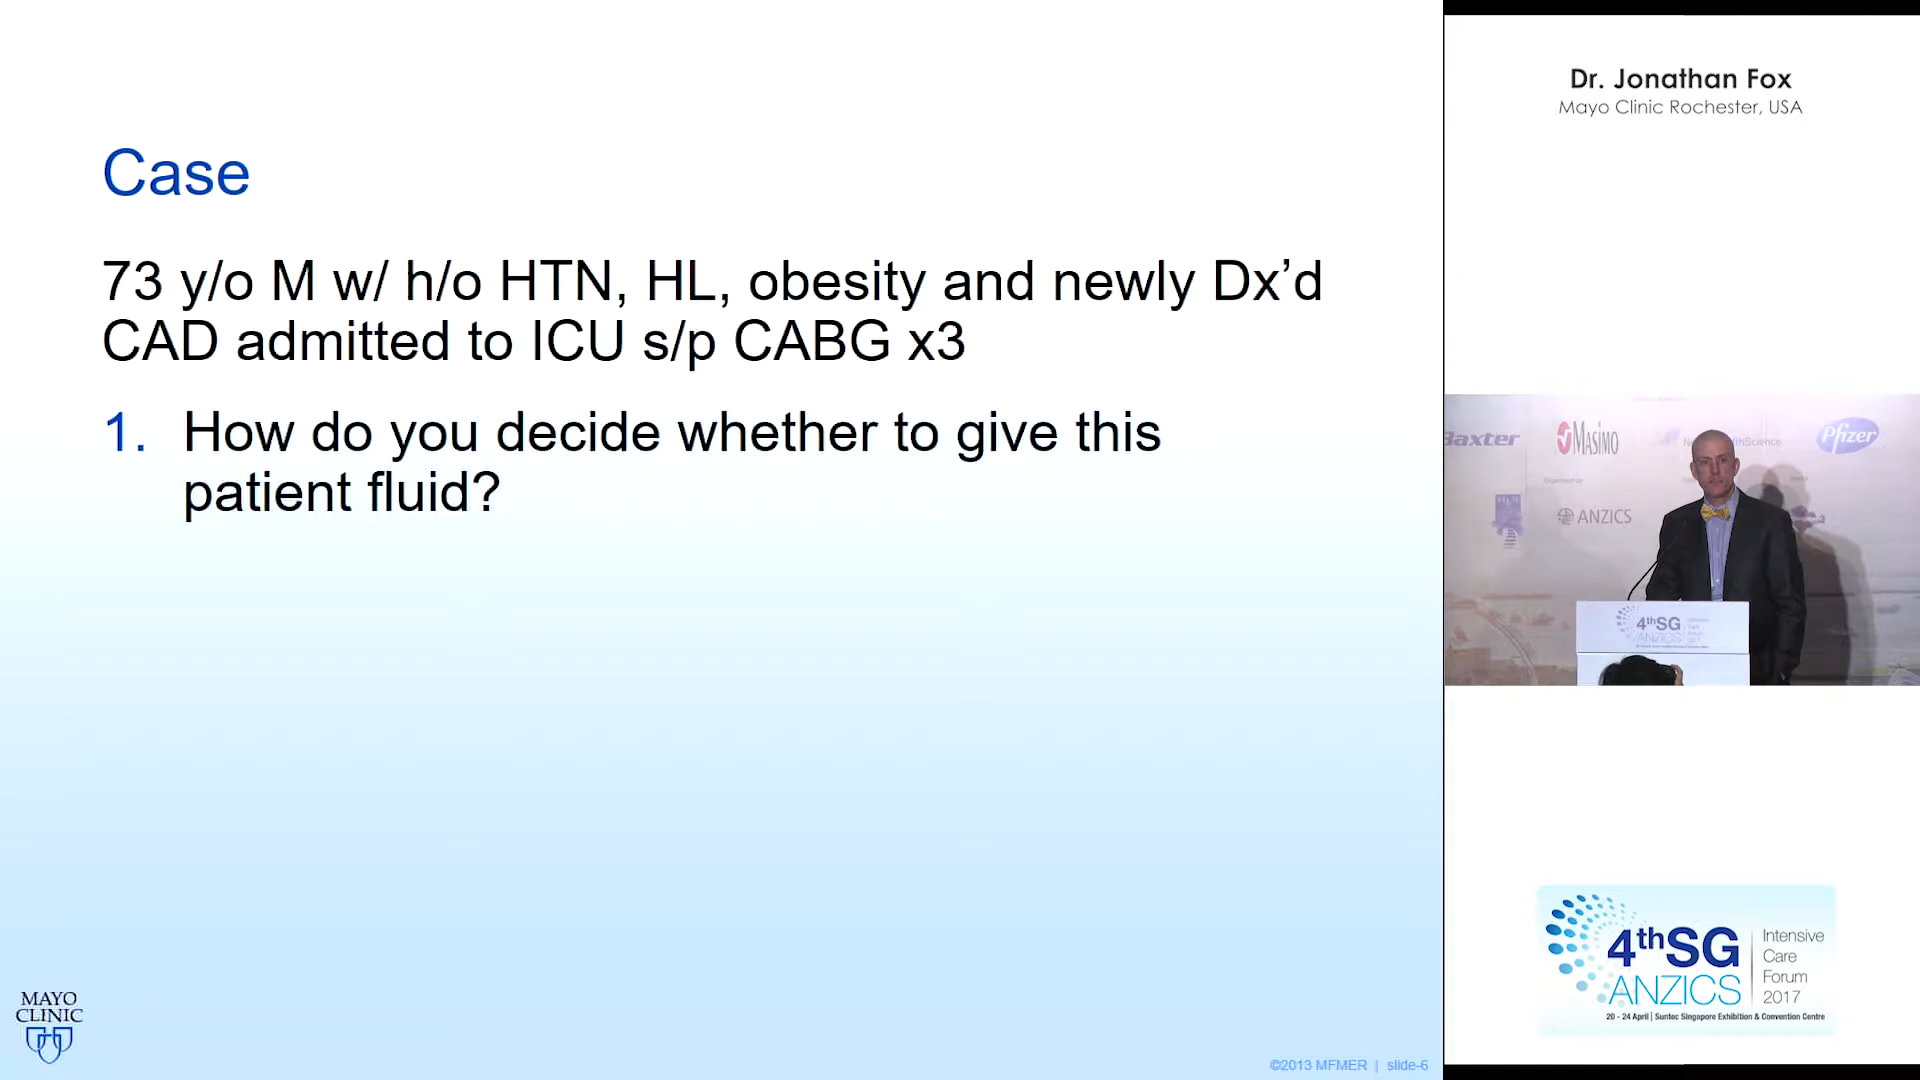 Case
73 y/o M w/ h/o HTN, HL, obesity and newly Dx’d
CAD admitted to ICU s/p CABG x3
1. How do you decide whether to give this
patient fluid?
MAYO
CLINIC
©2013 MFMER | slide-6
Dr. Jonathan Fox
Mayo Clinic Rochester, USA
Baxter
Masimo
Pfizer
ANZICS
4thSG
ANZICS
4thSG
ANZICS
Intensive
Care
Forum
2017
20 - 24 April | Suntec Singapore Exhibition & Convention Centre